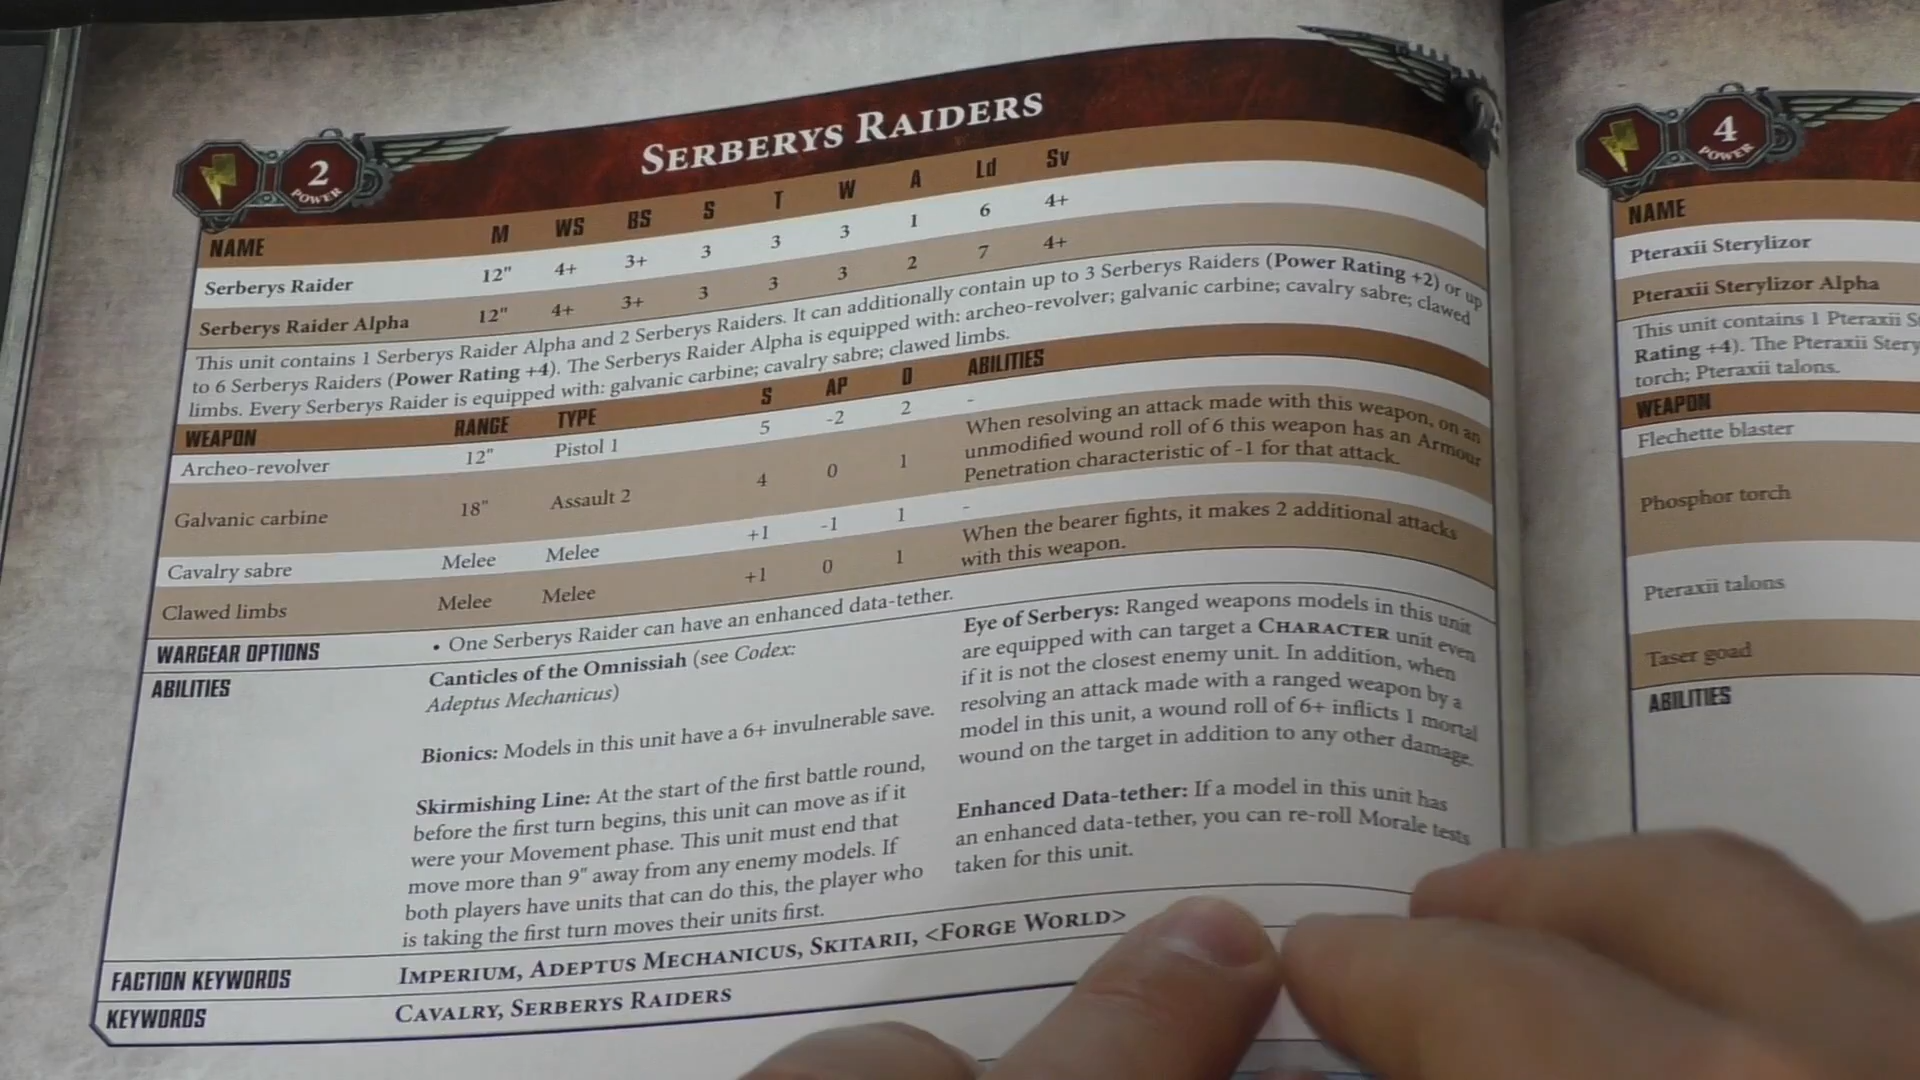 SERBERYS RAIDERS
2
POWER
NAME M WS BS S T W A Ld Sv
Serberys Raider 12" 4+ 3+ 3 3 3 1 6 4+
Serberys Raider Alpha 12" 4+ 3+ 3 3 3 2 7 4+
This unit contains 1 Serberys Raider Alpha and 2 Serberys Raiders. It can additionally contain up to 3 Serberys Raiders (Power Rating +2) or up
to 6 Serberys Raiders (Power Rating +4). The Serberys Raider Alpha is equipped with: archeo-revolver; galvanic carbine; cavalry sabre; clawed
limbs. Every Serberys Raider is equipped with: galvanic carbine; cavalry sabre; clawed limbs.
WEAPON RANGE TYPE S AP D ABILITIES
Archeo-revolver 12" Pistol 1 5 -2 2 -
Galvanic carbine 18" Assault 2 4 0 1 When resolving an attack made with this weapon, on an
unmodified wound roll of 6 this weapon has an Armour
Penetration characteristic of -1 for that attack.
Cavalry sabre Melee Melee +1 -1 1 -
Clawed limbs Melee Melee +1 0 1 When the bearer fights, it makes 2 additional attacks
with this weapon.
WARGEAR OPTIONS • One Serberys Raider can have an enhanced data-tether.
ABILITIES
Canticles of the Omnissiah (see Codex:
Adeptus Mechanicus)
Bionics: Models in this unit have a 6+ invulnerable save.
Skirmishing Line: At the start of the first battle round,
before the first turn begins, this unit can move as if it
were your Movement phase. This unit must end that
move more than 9" away from any enemy models. If
both players have units that can do this, the player who
is taking the first turn moves their units first.
Eye of Serberys: Ranged weapons models in this unit
are equipped with can target a CHARACTER unit even
if it is not the closest enemy unit. In addition, when
resolving an attack made with a ranged weapon by a
model in this unit, a wound roll of 6+ inflicts 1 mortal
wound on the target in addition to any other damage.
Enhanced Data-tether: If a model in this unit has
an enhanced data-tether, you can re-roll Morale tests
taken for this unit.
FACTION KEYWORDS IMPERIUM, ADEPTUS MECHANICUS, SKITARII, <FORGE WORLD>
KEYWORDS CAVALRY, SERBERYS RAIDERS
4
POWER
NAME
Pteraxii Sterylizor
Pteraxii Sterylizor Alpha
This unit contains 1 Pteraxii
Rating +4). The Pteraxii
torch; Pteraxii talons.
WEAPON
Flechette blaster
Phosphor torch
Pteraxii talons
Taser goad
ABILITIES